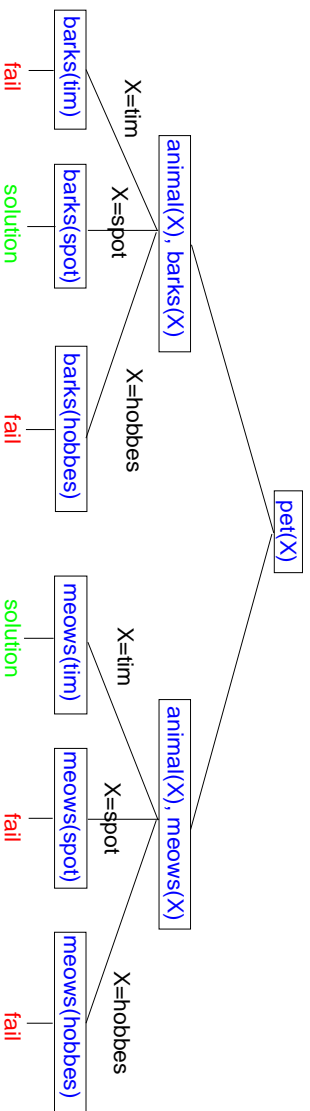 pet(X)
animal(X), barks(X)
animal(X), meows(X)
X=tim
X=spot
X=hobbes
X=tim
X=spot
X=hobbes
barks(tim)
barks(spot)
barks(hobbes)
meows(tim)
meows(spot)
meows(hobbes)
fail
solution
fail
solution
fail
fail